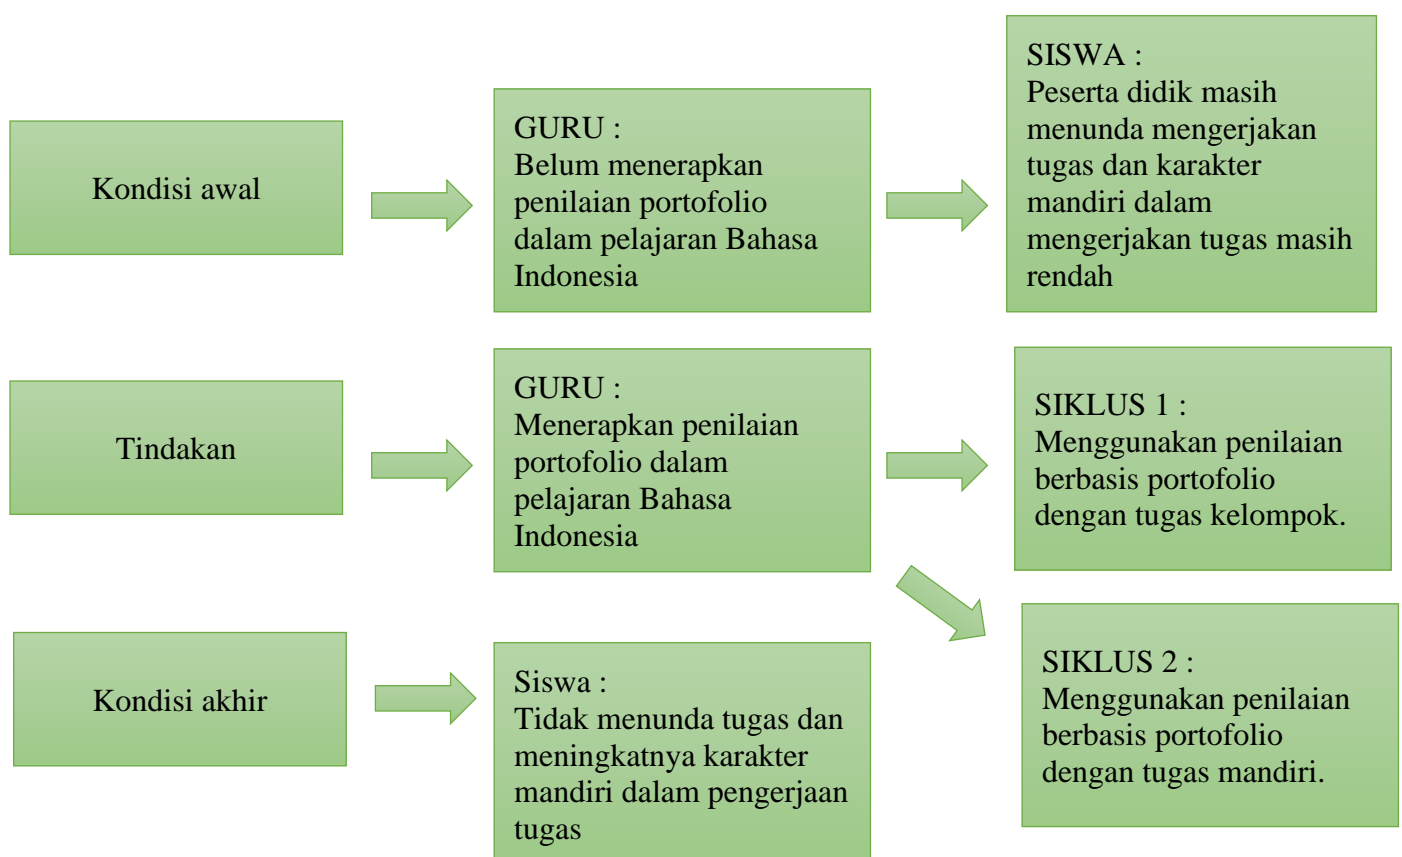 Kondisi awal
GURU :
Belum menerapkan
penilaian portofolio
dalam pelajaran Bahasa
Indonesia
SISWA :
Peserta didik masih
menunda mengerjakan
tugas dan karakter
mandiri dalam
mengerjakan tugas masih
rendah
Tindakan
GURU :
Menerapkan penilaian
portofolio dalam
pelajaran Bahasa
Indonesia
SIKLUS 1 :
Menggunakan penilaian
berbasis portofolio
dengan tugas kelompok.
SIKLUS 2 :
Menggunakan penilaian
berbasis portofolio
dengan tugas mandiri.
Kondisi akhir
Siswa :
Tidak menunda tugas dan
meningkatnya karakter
mandiri dalam pengerjaan
tugas